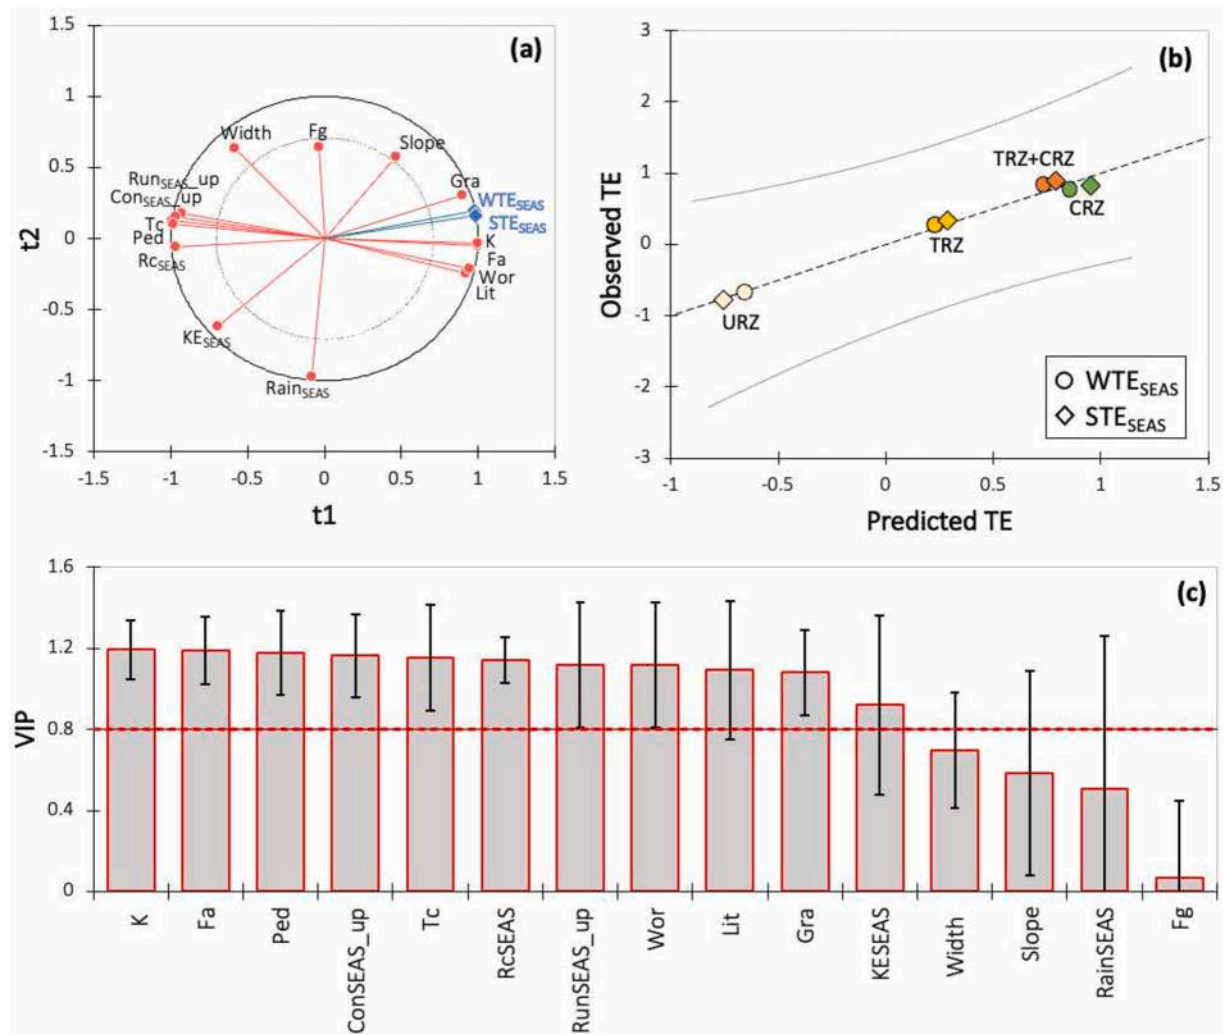 (a)
1.5
1
0.5
0
-0.5
-1
-1.5
t2
Width
Fg
Slope
RunSEAS_up
Gra
ConSEAS_up
WTESEAS
Tc
STESEAS
Ped
K
RcSEAS
Fa
Wor
Lit
KESEAS
RainSEAS
-1.5 -1 -0.5 0 0.5 1 1.5
t1
(b)
3
2
1
0
-1
-2
-3
Observed TE
TRZ+CRZ
CRZ
TRZ
URZ
WTESEAS
STESEAS
-1 -0.5 0 0.5 1 1.5
Predicted TE
(c)
1.6
1.2
0.8
0.4
0
VIP
K
Fa
Ped
ConSEAS_up
Tc
RcSEAS
RunSEAS_up
Wor
Lit
Gra
KESEAS
Width
Slope
RainSEAS
Fg